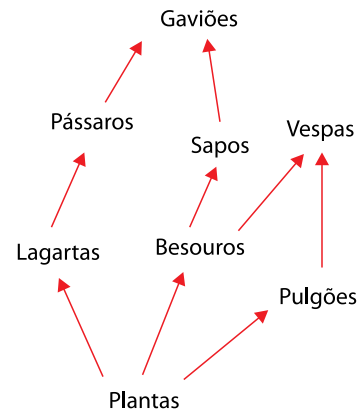 Gaviões
Pássaros
Sapos
Vespas
Lagartas
Besouros
Pulgões
Plantas